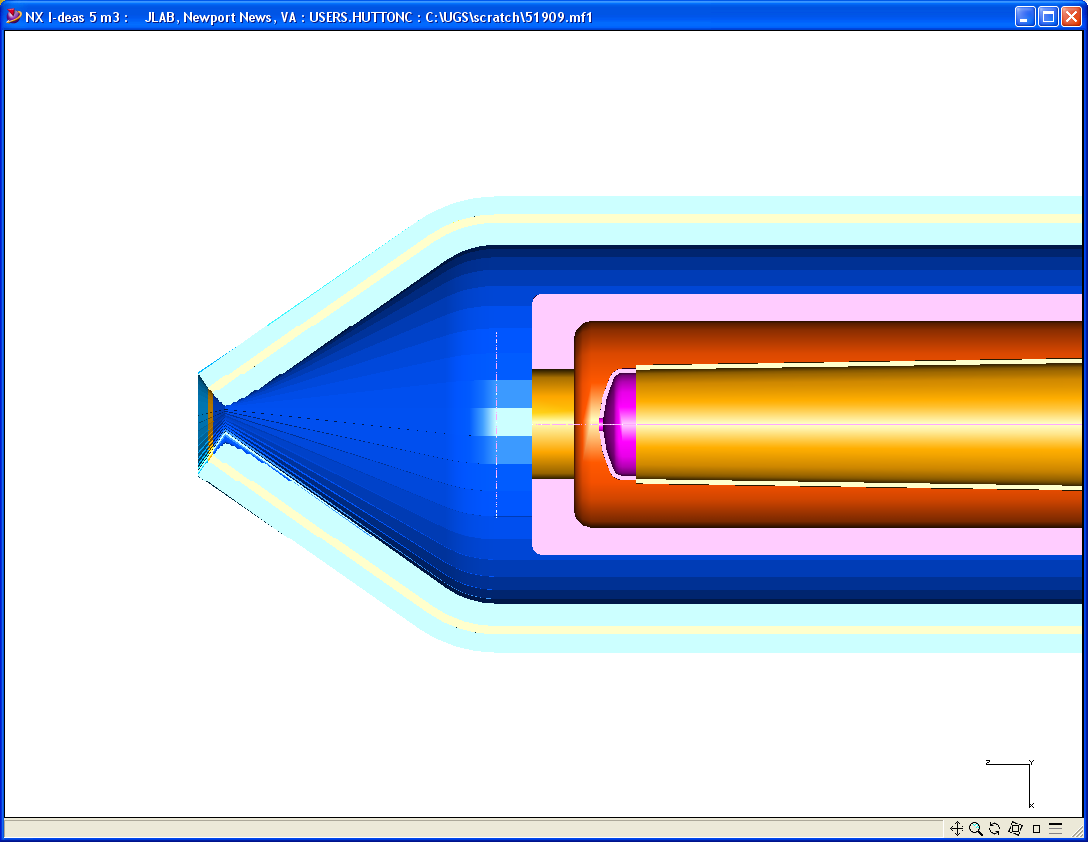 NX I-deas 5 m3 : JLAB, Newport News, VA : USERS.HUTTONC : C:\UGS\scratch\51909.mf1
Z Y
X